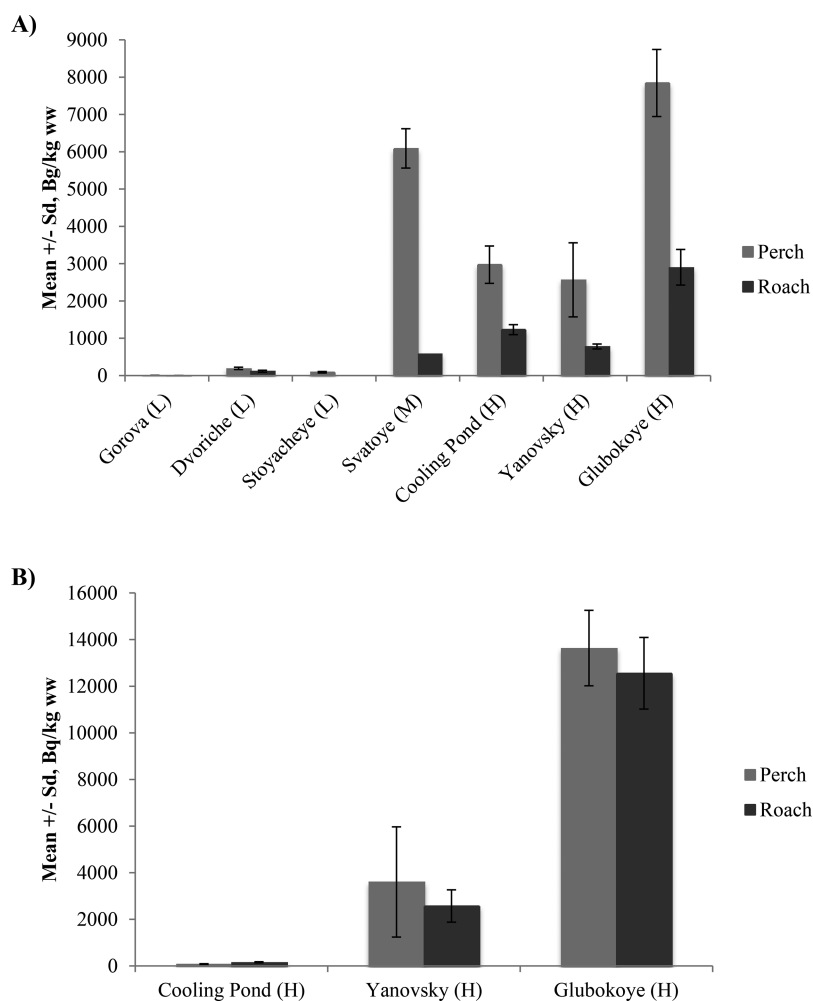 A)
Mean +/- Sd, Bg/kg ww
9000
8000
7000
6000
5000
4000
3000
2000
1000
0
Gorova (L)
Dvoriche (L)
Stoyacheye (L)
Svatoye (M)
Cooling Pond (H)
Yanovsky (H)
Glubokoye (H)
Perch
Roach
B)
Mean +/- Sd, Bq/kg ww
16000
14000
12000
10000
8000
6000
4000
2000
0
Cooling Pond (H)
Yanovsky (H)
Glubokoye (H)
Perch
Roach